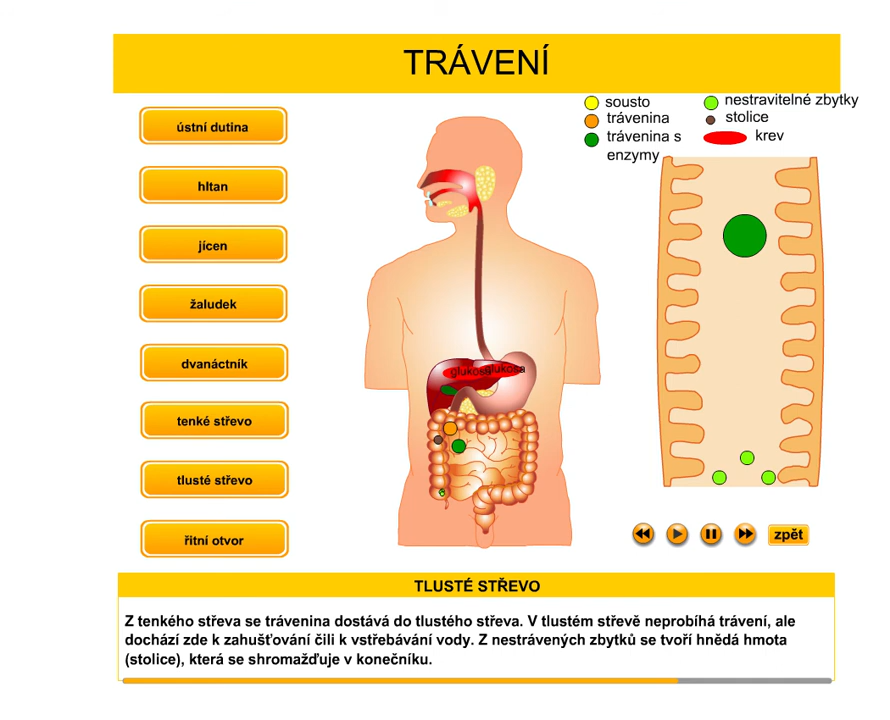 TRÁVENÍ
sousto
trávenina
trávenina s
enzymy
nestravitelné zbytky
stolice
krev
ústní dutina
hltan
jícen
žaludek
dvanáctník
tenké střevo
tlusté střevo
řitní otvor
glukosa glukosa
zpět
TLUSTÉ STŘEVO
Z tenkého střeva se trávenina dostává do tlustého střeva. V tlustém střevě neprobíhá trávení, ale
dochází zde k zahušťování čili k vstřebávání vody. Z nestrávených zbytků se tvoří hnědá hmota
(stolice), která se shromažďuje v konečníku.